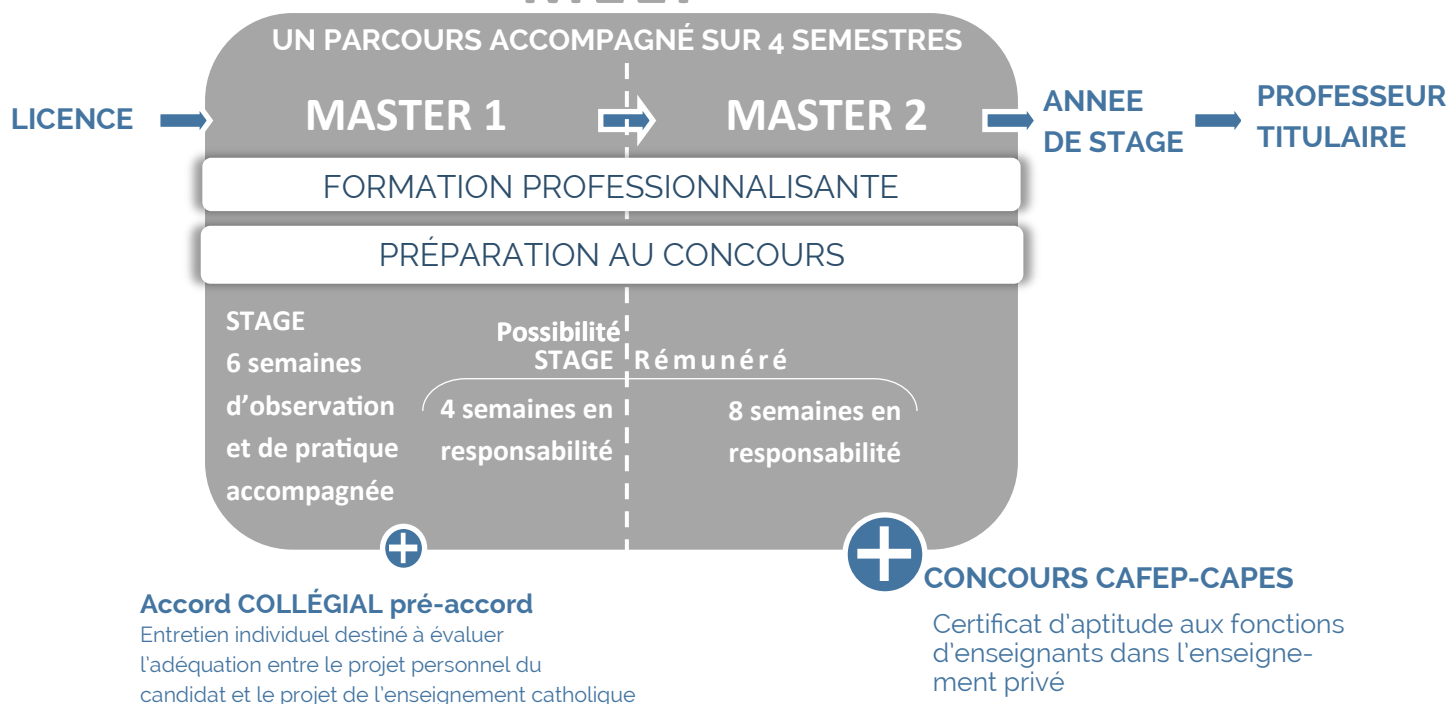 UN PARCOURS ACCOMPAGNÉ SUR 4 SEMESTRES
LICENCE
MASTER 1
MASTER 2
ANNEE
DE STAGE
PROFESSEUR
TITULAIRE
FORMATION PROFESSIONNALISANTE
PRÉPARATION AU CONCOURS
STAGE
6 semaines
d'observation
et de pratique
accompagnée
Possibilité
STAGE Rémunéré
4 semaines en
responsabilité
8 semaines en
responsabilité
Accord COLLÉGIAL pré-accord
Entretien individuel destiné à évaluer
l'adéquation entre le projet personnel du
candidat et le projet de l'enseignement catholique
CONCOURS CAFEP-CAPES
Certificat d'aptitude aux fonctions
d'enseignants dans l'enseigne-
ment privé